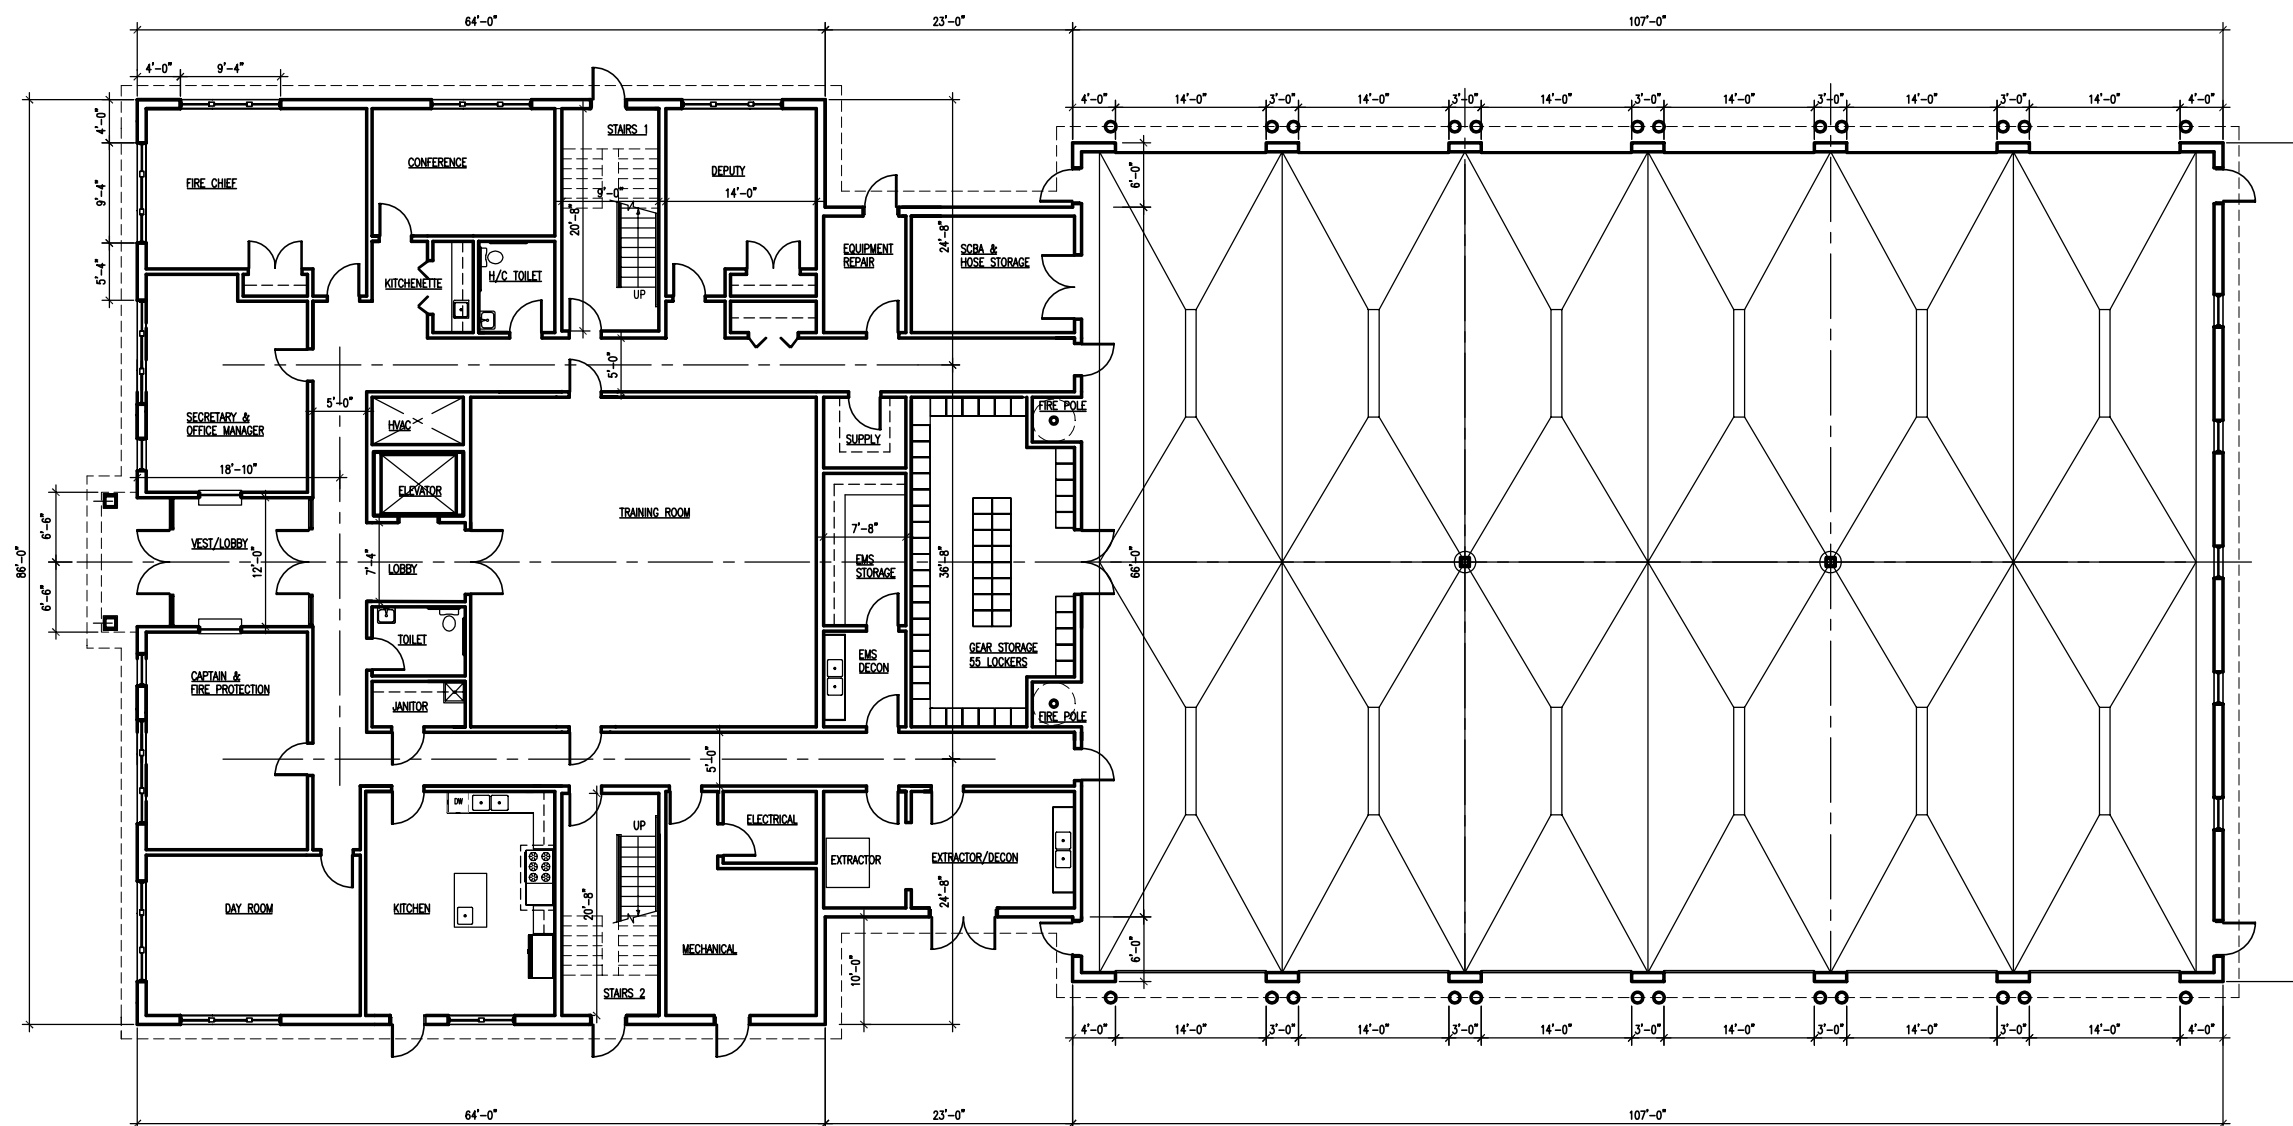 64'-0"
23'-0"
107'-0"
4'-0"
9'-4"
4'-0"
14'-0"
3'-0"
14'-0"
3'-0"
14'-0"
3'-0"
14'-0"
3'-0"
14'-0"
3'-0"
14'-0"
4'-0"
4'-0"
9'-4"
5'-4"
STAIRS 1
CONFERENCE
FIRE CHIEF
DEPUTY
9'-0"
14'-0"
20'-8"
6'-0"
24'-8"
EQUIPMENT
REPAIR
SCBA &
HOSE STORAGE
H/C TOILET
KITCHENETTE
UP
5'-0"
5'-0"
FIRE POLE
SECRETARY &
OFFICE MANAGER
HVAC
SUPPLY
18'-10"
ELEVATOR
TRAINING ROOM
6'-6"
7'-8"
VEST/LOBBY
86'-0"
12'-0"
7'-4"
LOBBY
EMS
STORAGE
36'-8"
66'-0"
6'-6"
TOILET
GEAR STORAGE
55 LOCKERS
EMS
DECON
CAPTAIN &
FIRE PROTECTION
JANITOR
FIRE POLE
5'-0"
DW
UP
ELECTRICAL
EXTRACTOR
EXTRACTOR/DECON
24'-8"
DAY ROOM
KITCHEN
20'-8"
MECHANICAL
6'-0"
10'-0"
STAIRS 2
4'-0"
14'-0"
3'-0"
14'-0"
3'-0"
14'-0"
3'-0"
14'-0"
3'-0"
14'-0"
3'-0"
14'-0"
4'-0"
64'-0"
23'-0"
107'-0"